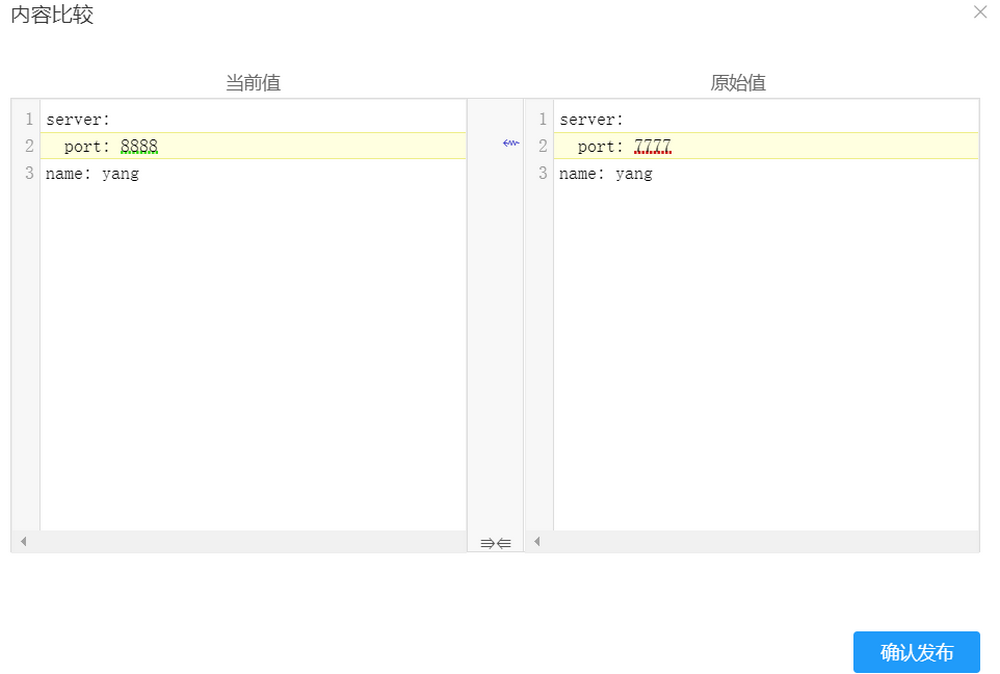 内容比较
当前值
1 server:
2   port: 8888
3 name: yang
原始值
1 server:
2   port: 7777
3 name: yang
确认发布